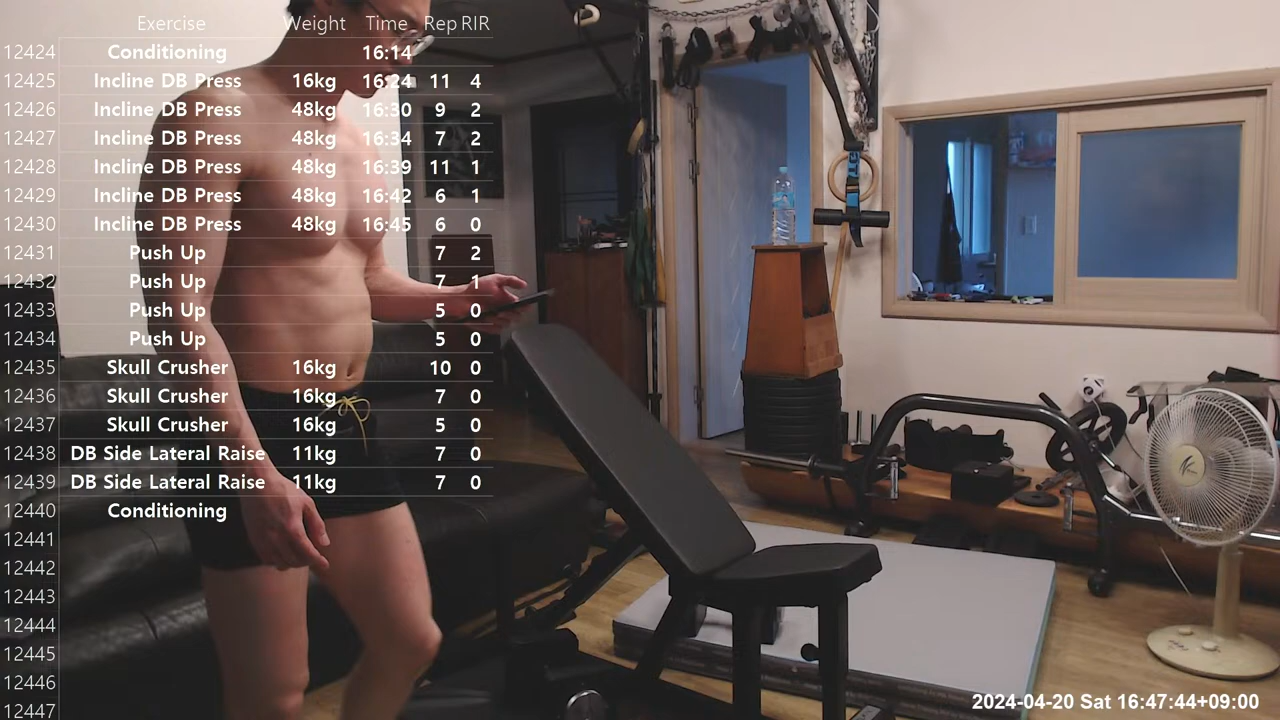 Exercise Weight Time Rep RIR
12424 Conditioning 16:14
12425 Incline DB Press 16kg 16:24 11 4
12426 Incline DB Press 48kg 16:30 9 2
12427 Incline DB Press 48kg 16:34 7 2
12428 Incline DB Press 48kg 16:39 11 1
12429 Incline DB Press 48kg 16:42 6 1
12430 Incline DB Press 48kg 16:45 6 0
12431 Push Up 7 2
12432 Push Up 7 1
12433 Push Up 5 0
12434 Push Up 5 0
12435 Skull Crusher 16kg 10 0
12436 Skull Crusher 16kg 7 0
12437 Skull Crusher 16kg 5 0
12438 DB Side Lateral Raise 11kg 7 0
12439 DB Side Lateral Raise 11kg 7 0
12440 Conditioning
12441
12442
12443
12444
12445
12446
12447
2024-04-20 Sat 16:47:44+09:00